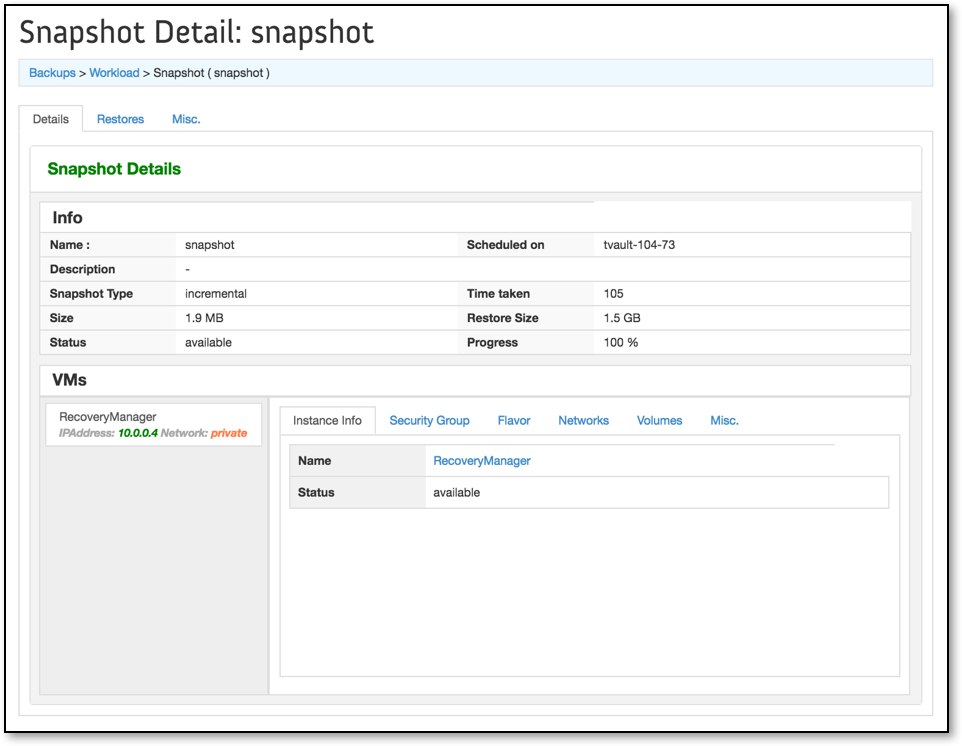 Snapshot Detail: snapshot
Backups > Workload > Snapshot ( snapshot )
Details Restores Misc.
Snapshot Details
Info
Name : snapshot Scheduled on tvault-104-73
Description -
Snapshot Type incremental Time taken 105
Size 1.9 MB Restore Size 1.5 GB
Status available Progress 100 %
VMs
RecoveryManager
IPAddress: 10.0.0.4 Network: private
Instance Info Security Group Flavor Networks Volumes Misc.
Name RecoveryManager
Status available